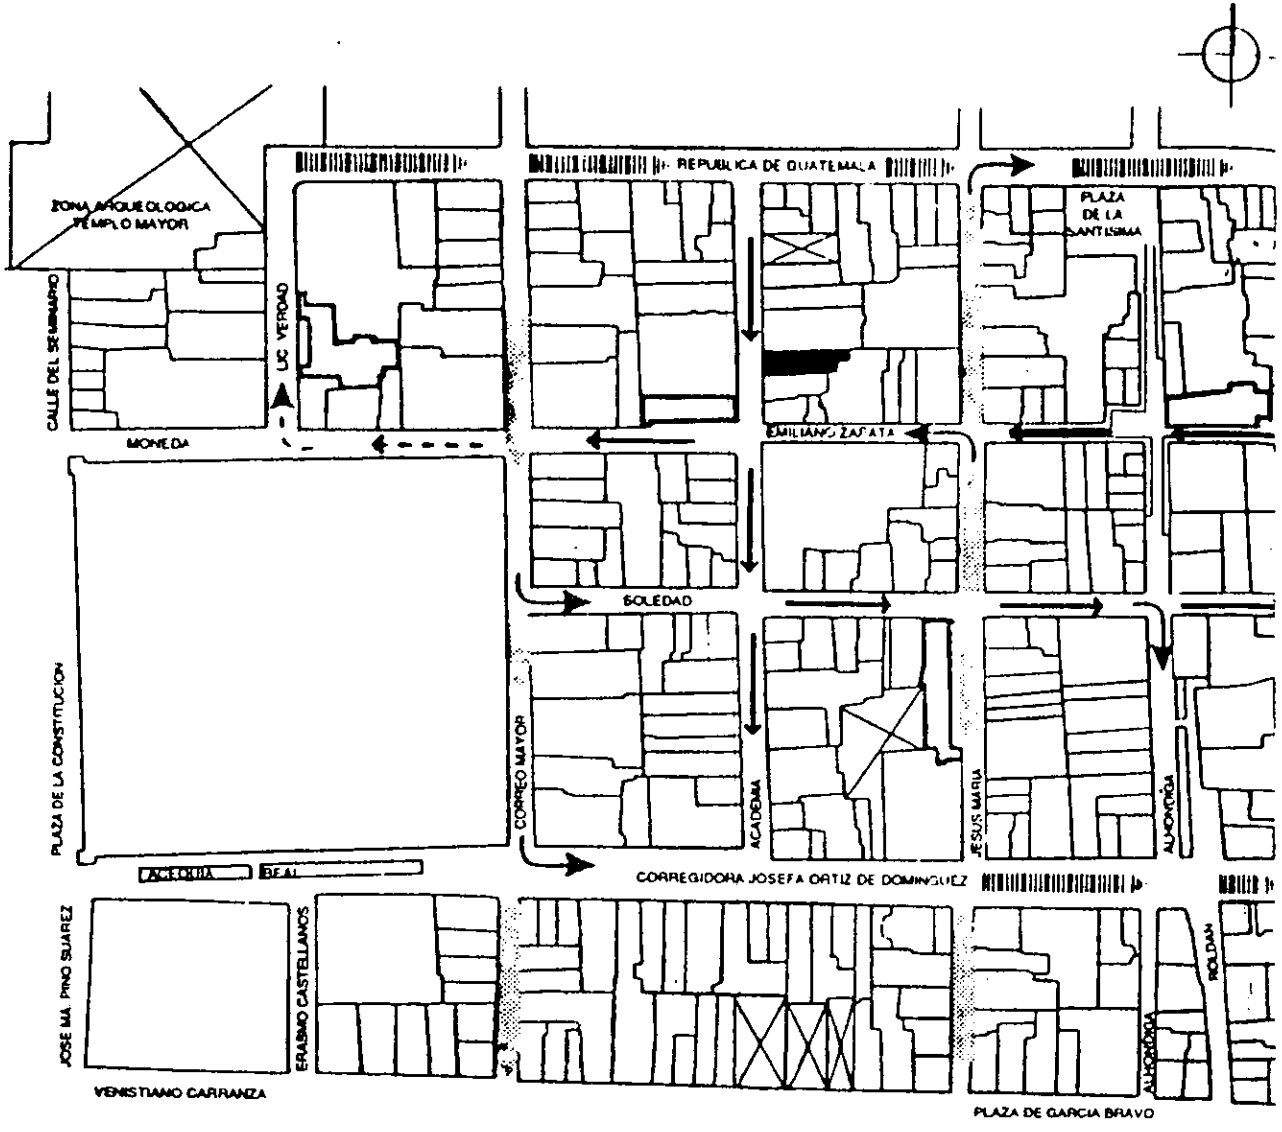 REPUBLICA DE GUATEMALA
ZONA ARQUEOLOGICA
TEMPLO MAYOR
PLAZA
DE LA
SANTISIMA
CALLE DEL SEMINARIO
LIC VERDAD
MONEDA
EMILIANO ZAPATA
SOLEDAD
PLAZA DE LA CONSTITUCION
CORREO MAYOR
ACADEMIA
JESUS MARIA
ALHONDIGA
ACEQUIA REAL
CORREGIDORA JOSEFA ORTIZ DE DOMINGUEZ
JOSE MA. PINO SUAREZ
ERASMO CASTELLANOS
ROLDAN
ALHONDIGA
VENISTIANO CARRANZA
PLAZA DE GARCIA BRAVO